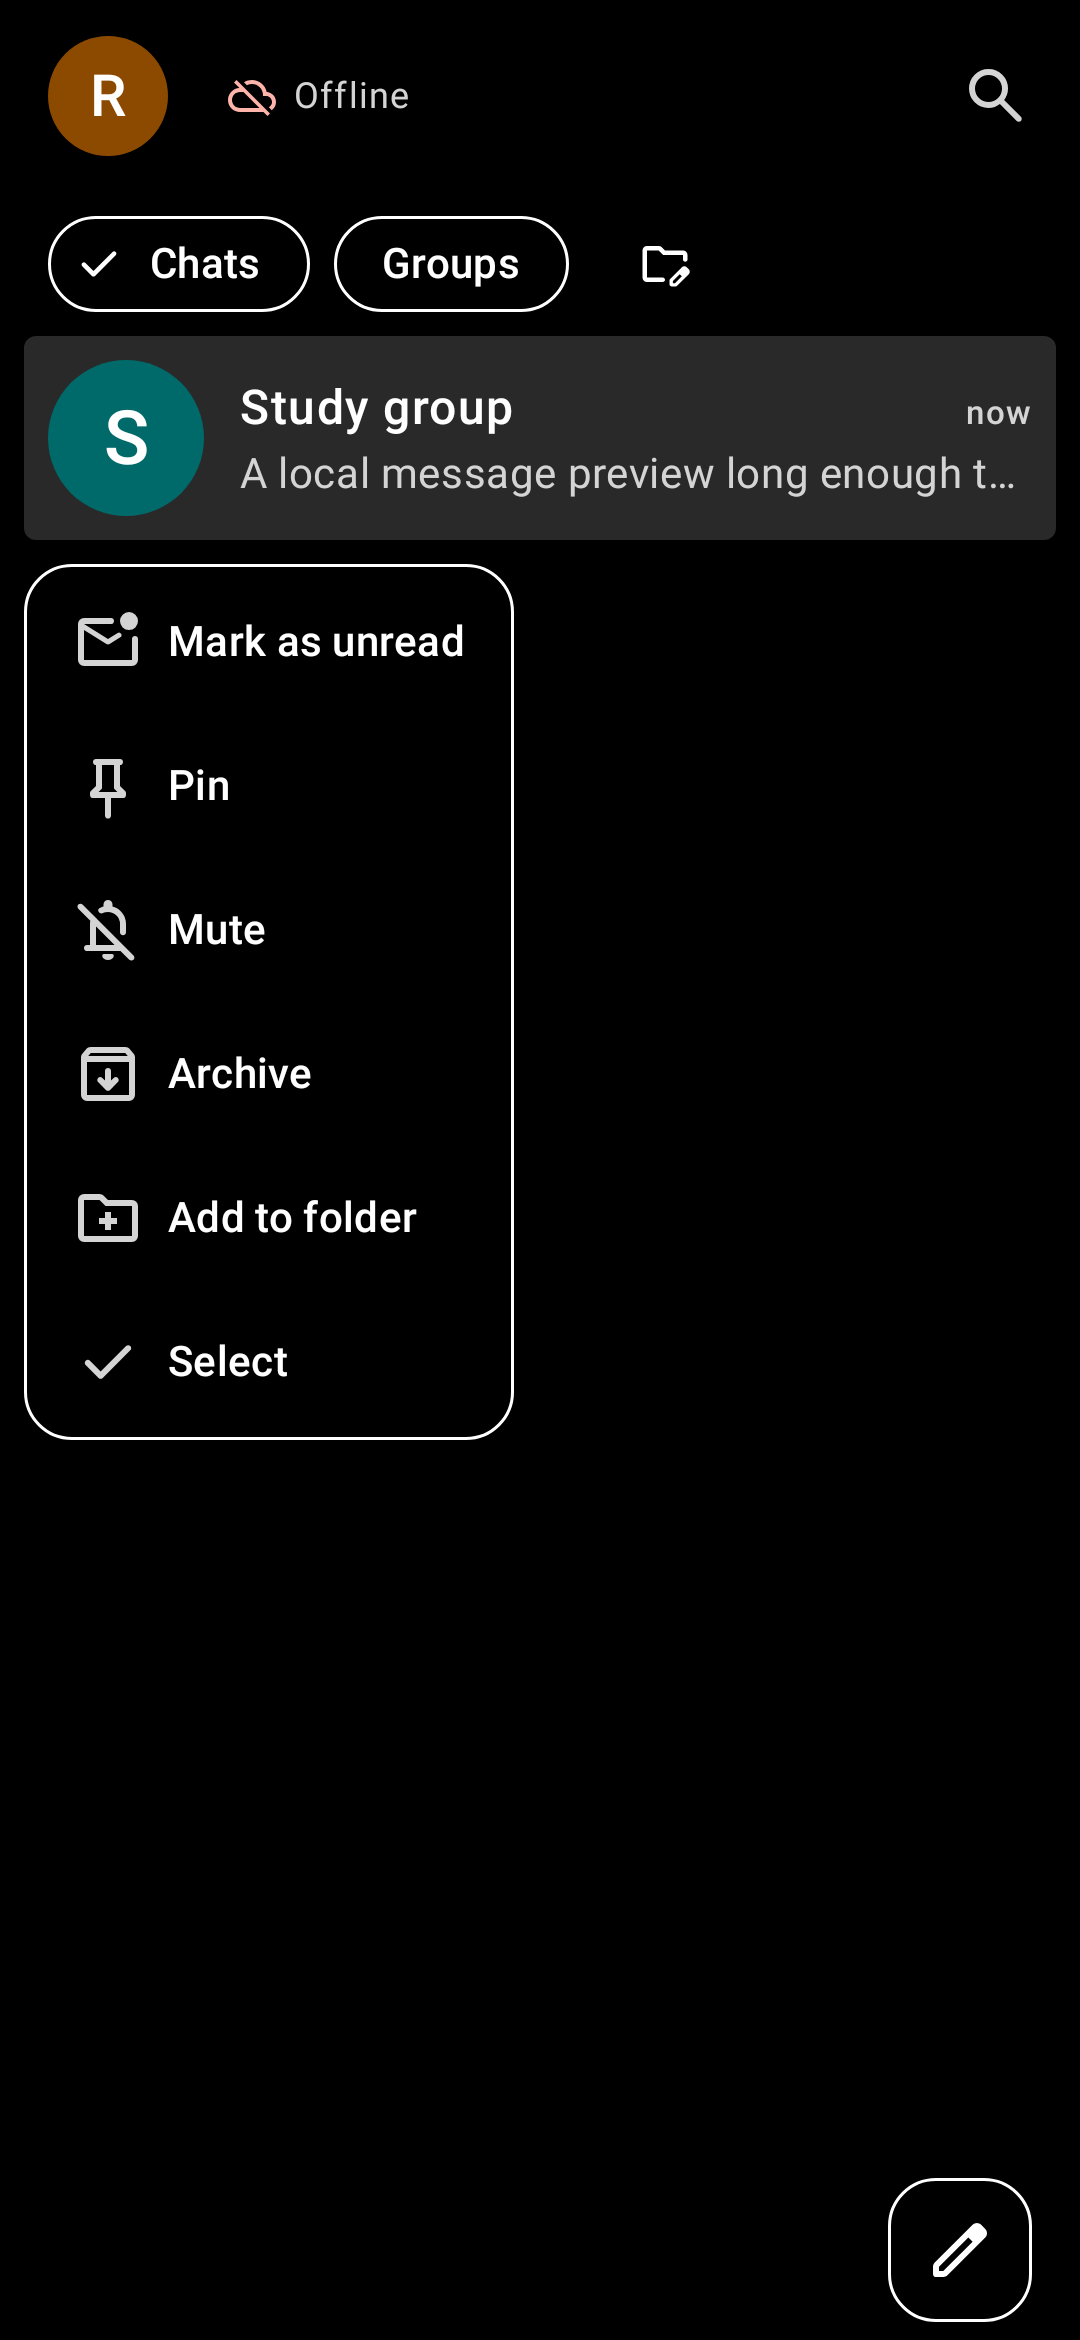 R
Offline
Chats
Groups
S
Study group
now
A local message preview long enough t…
Mark as unread
Pin
Mute
Archive
Add to folder
Select